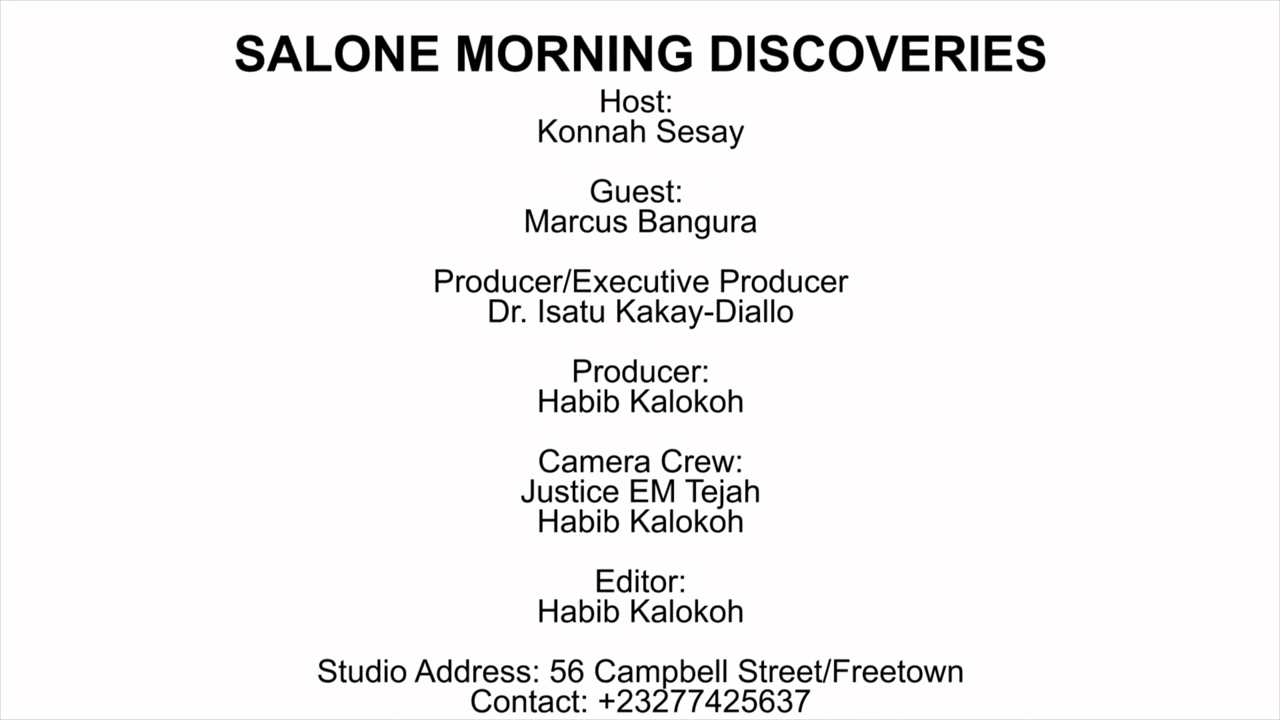 SALONE MORNING DISCOVERIES
Host:
Konnah Sesay
Guest:
Marcus Bangura
Producer/Executive Producer
Dr. Isatu Kakay-Diallo
Producer:
Habib Kalokoh
Camera Crew:
Justice EM Tejah
Habib Kalokoh
Editor:
Habib Kalokoh
Studio Address: 56 Campbell Street/Freetown
Contact: +23277425637